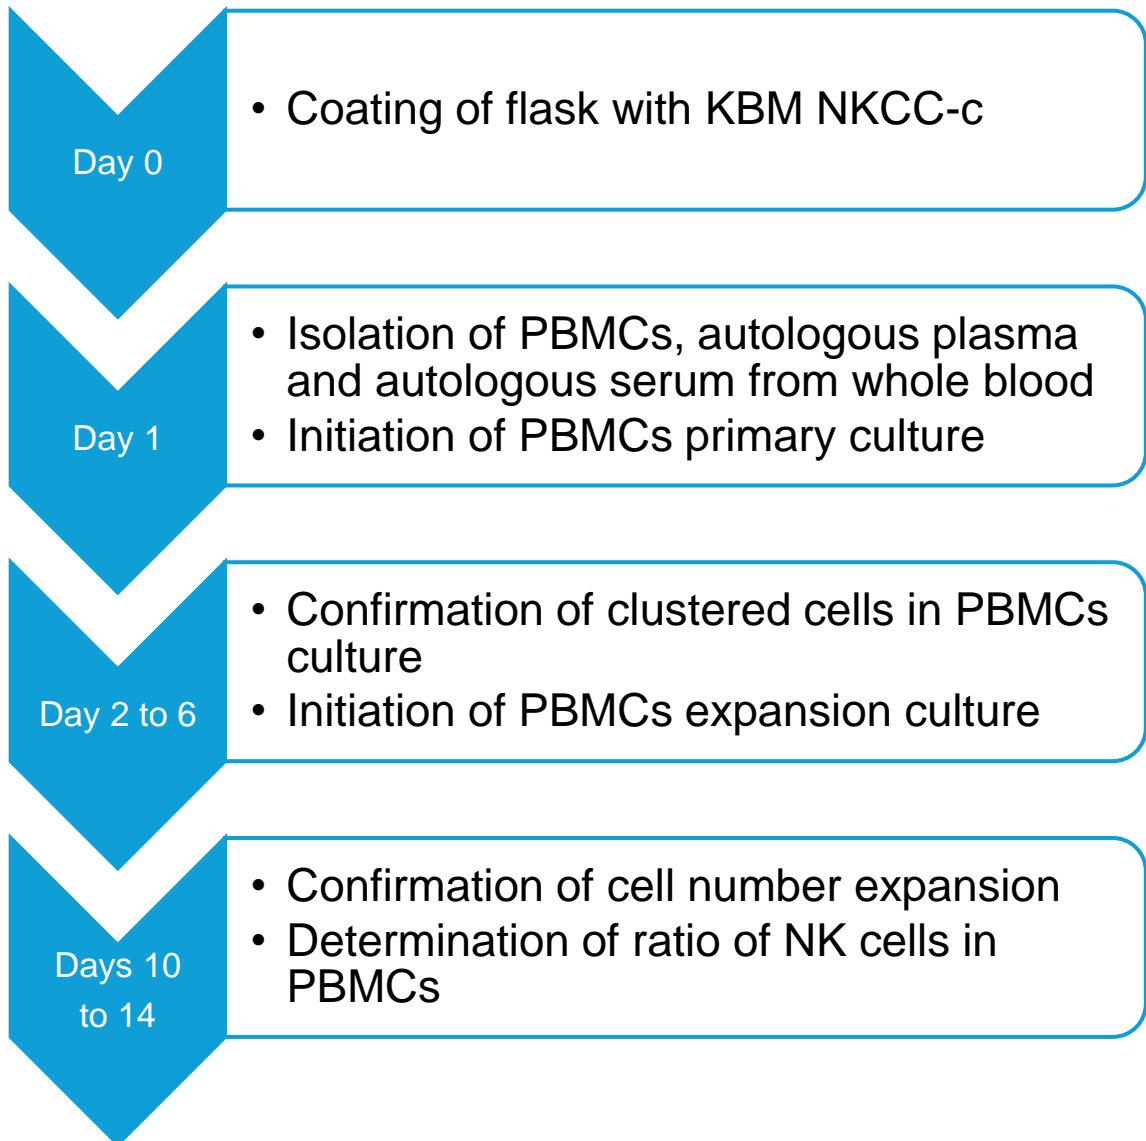 Day 0
• Coating of flask with KBM NKCC-c
Day 1
• Isolation of PBMCs, autologous plasma
and autologous serum from whole blood
• Initiation of PBMCs primary culture
Day 2 to 6
• Confirmation of clustered cells in PBMCs
culture
• Initiation of PBMCs expansion culture
Days 10
to 14
• Confirmation of cell number expansion
• Determination of ratio of NK cells in
PBMCs